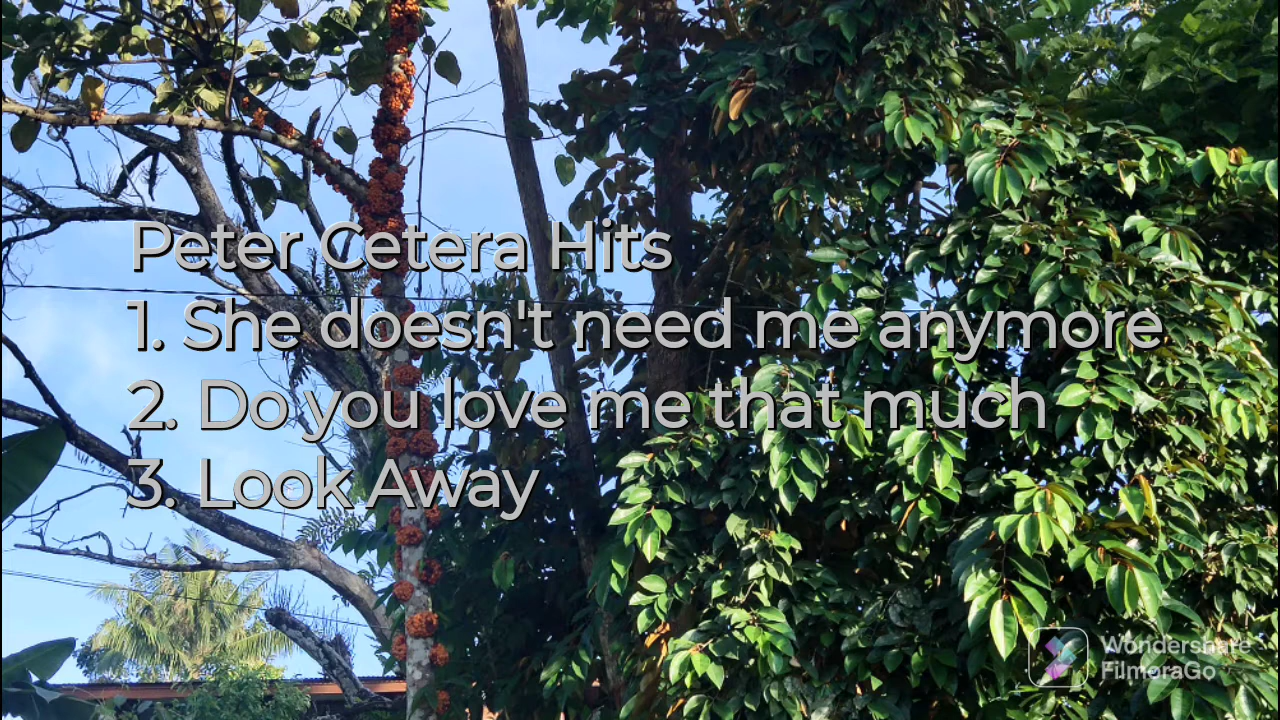 Peter Cetera Hits
1. She doesn't need me anymore
2. Do you love me that much
3. Look Away
Wondershare
FilmoraGo